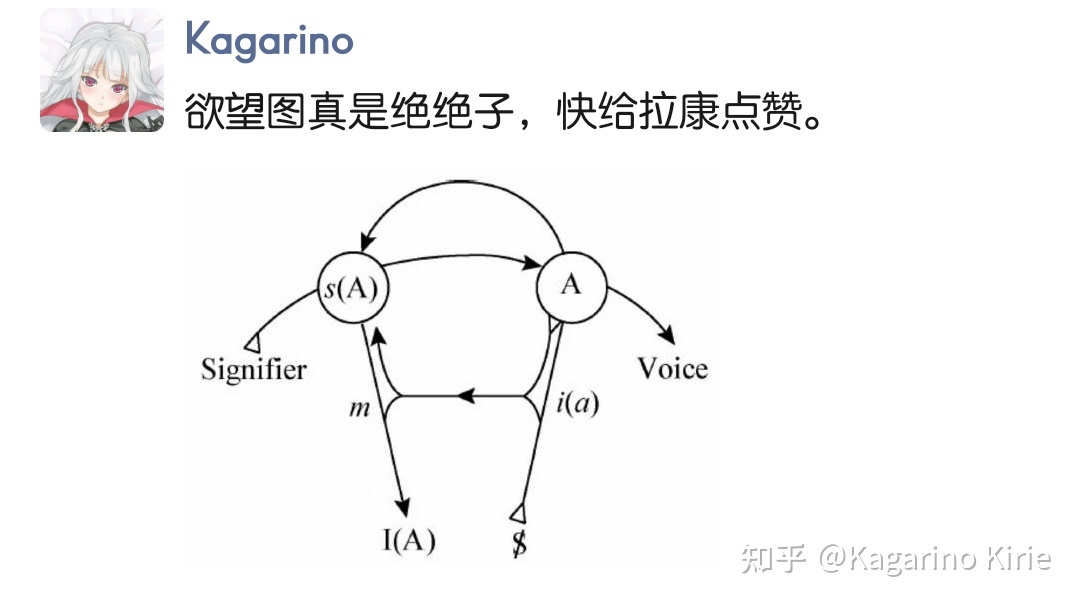 Kagarino
欲望图真是绝绝子，快给拉康点赞。
s(A)
A
Signifier
Voice
m
i(a)
I(A)
$
知乎 @Kagarino Kirie